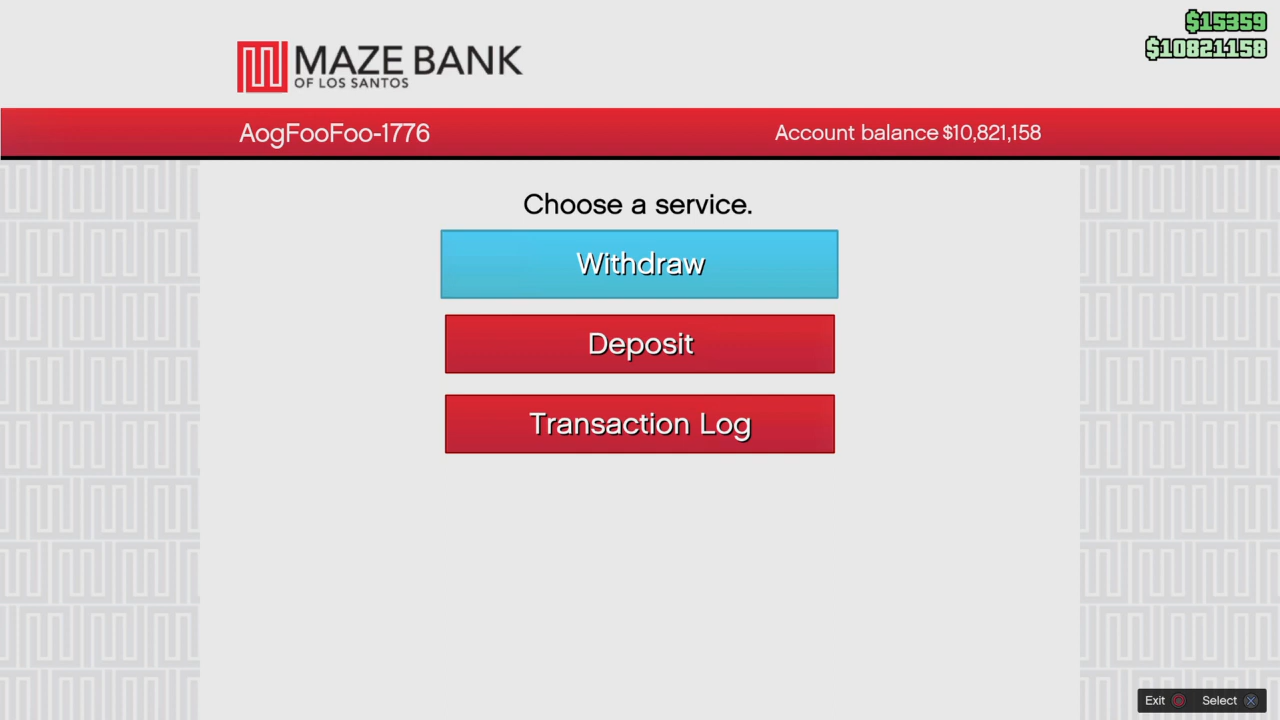 $15359
$10821158
MAZE BANK
OF LOS SANTOS
AogFooFoo-1776
Account balance $10,821,158
Choose a service.
Withdraw
Deposit
Transaction Log
Exit
Select